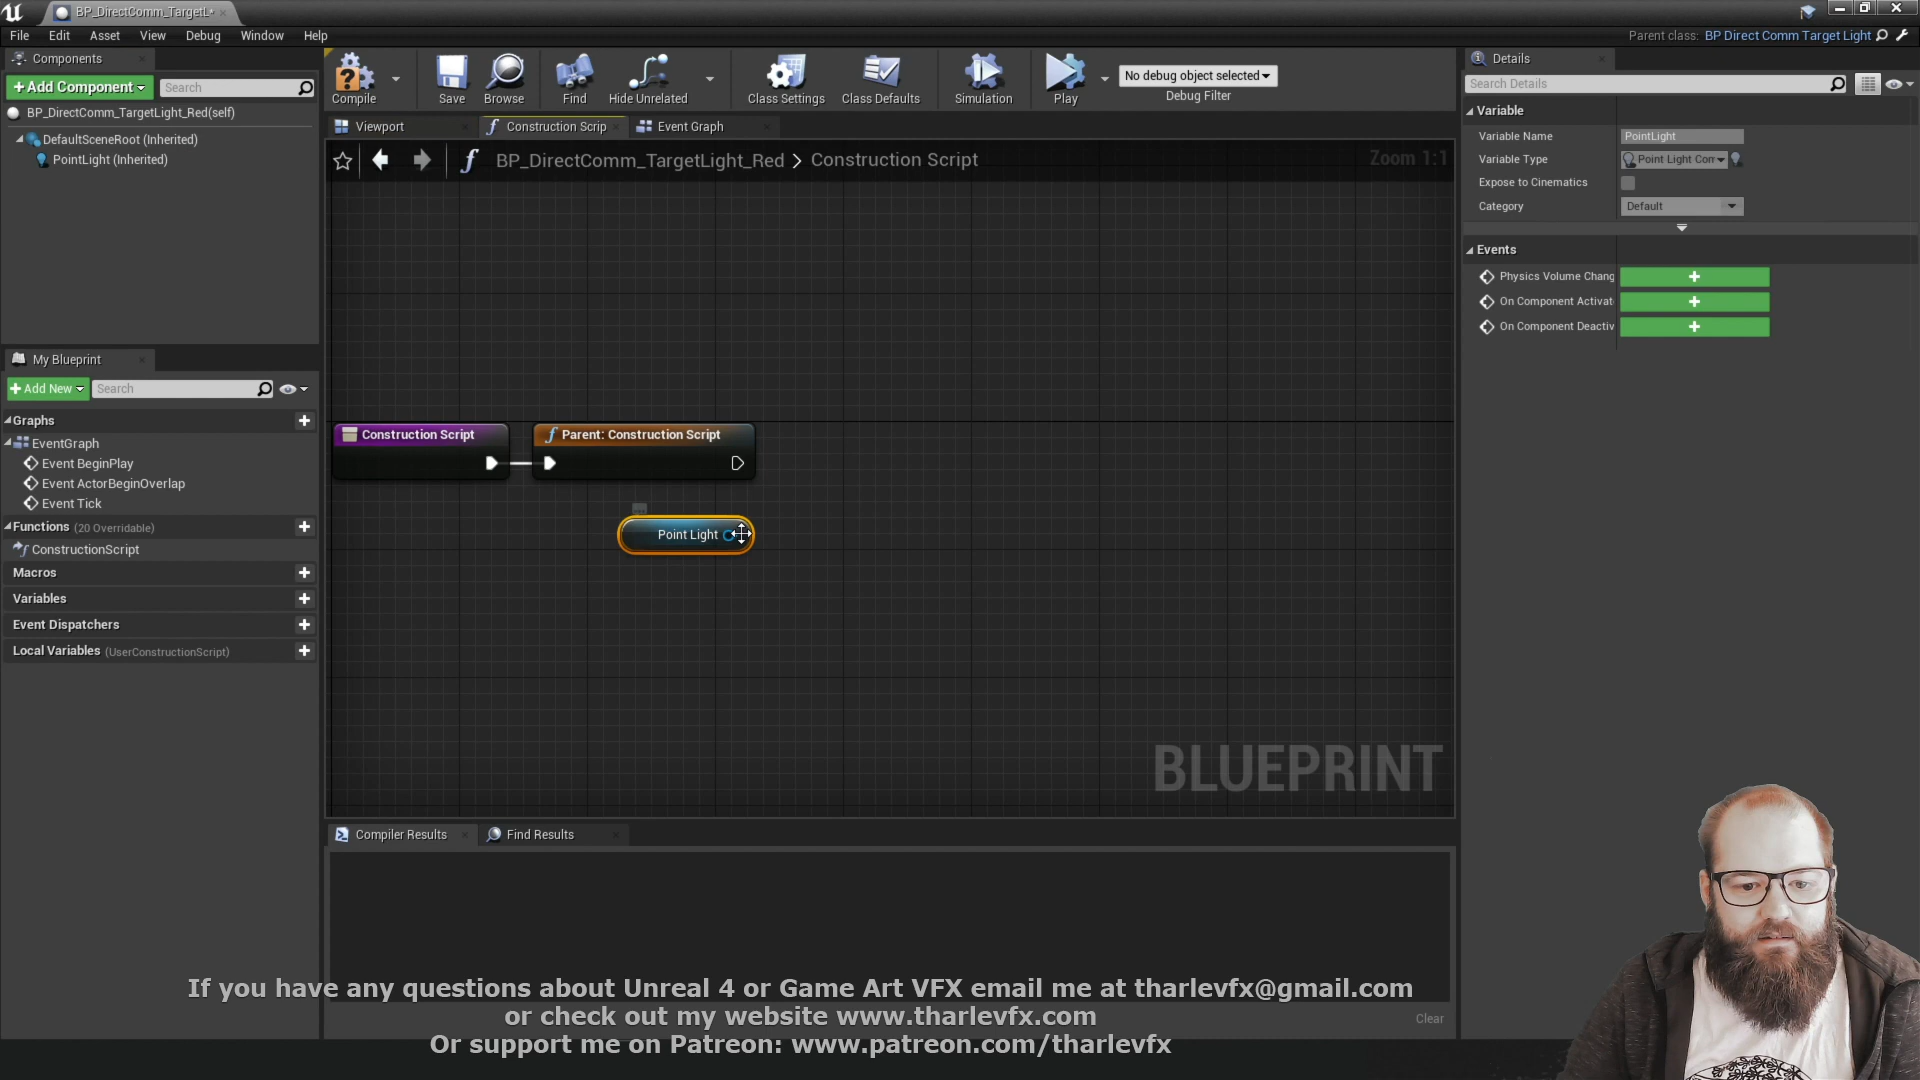 BP_DirectComm_TargetL*
File Edit Asset View Debug Window Help
Parent class: BP Direct Comm Target Light
Components
+Add Component
Search
BP_DirectComm_TargetLight_Red(self)
DefaultSceneRoot (Inherited)
PointLight (Inherited)
My Blueprint
+Add New
Search
Graphs
EventGraph
Event BeginPlay
Event ActorBeginOverlap
Event Tick
Functions (20 Overridable)
ConstructionScript
Macros
Variables
Event Dispatchers
Local Variables (UserConstructionScript)
Compile
Save
Browse
Find
Hide Unrelated
Class Settings
Class Defaults
Simulation
Play
No debug object selected
Debug Filter
Viewport
Construction Scrip
Event Graph
BP_DirectComm_TargetLight_Red > Construction Script
Zoom 1:1
Construction Script
Parent: Construction Script
Point Light
BLUEPRINT
Compiler Results
Find Results
Clear
Details
Search Details
Variable
Variable Name PointLight
Variable Type Point Light Com
Expose to Cinematics
Category Default
Events
Physics Volume Chang
On Component Activat
On Component Deactiv
If you have any questions about Unreal 4 or Game Art VFX email me at tharlevfx@gmail.com
or check out my website www.tharlevfx.com
Or support me on Patreon: www.patreon.com/tharlevfx